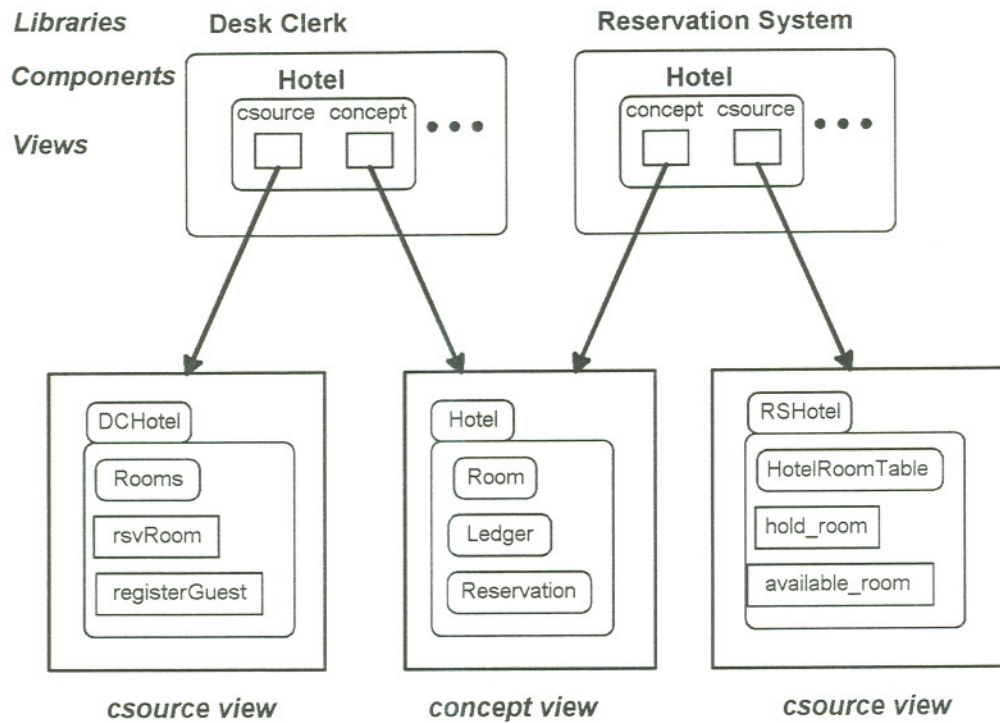 Libraries
Desk Clerk
Reservation System
Components
Hotel
Hotel
Views
csource concept
concept csource
DCHotel
Rooms
rsvRoom
registerGuest
Hotel
Room
Ledger
Reservation
RSHotel
HotelRoomTable
hold_room
available_room
csource view
concept view
csource view